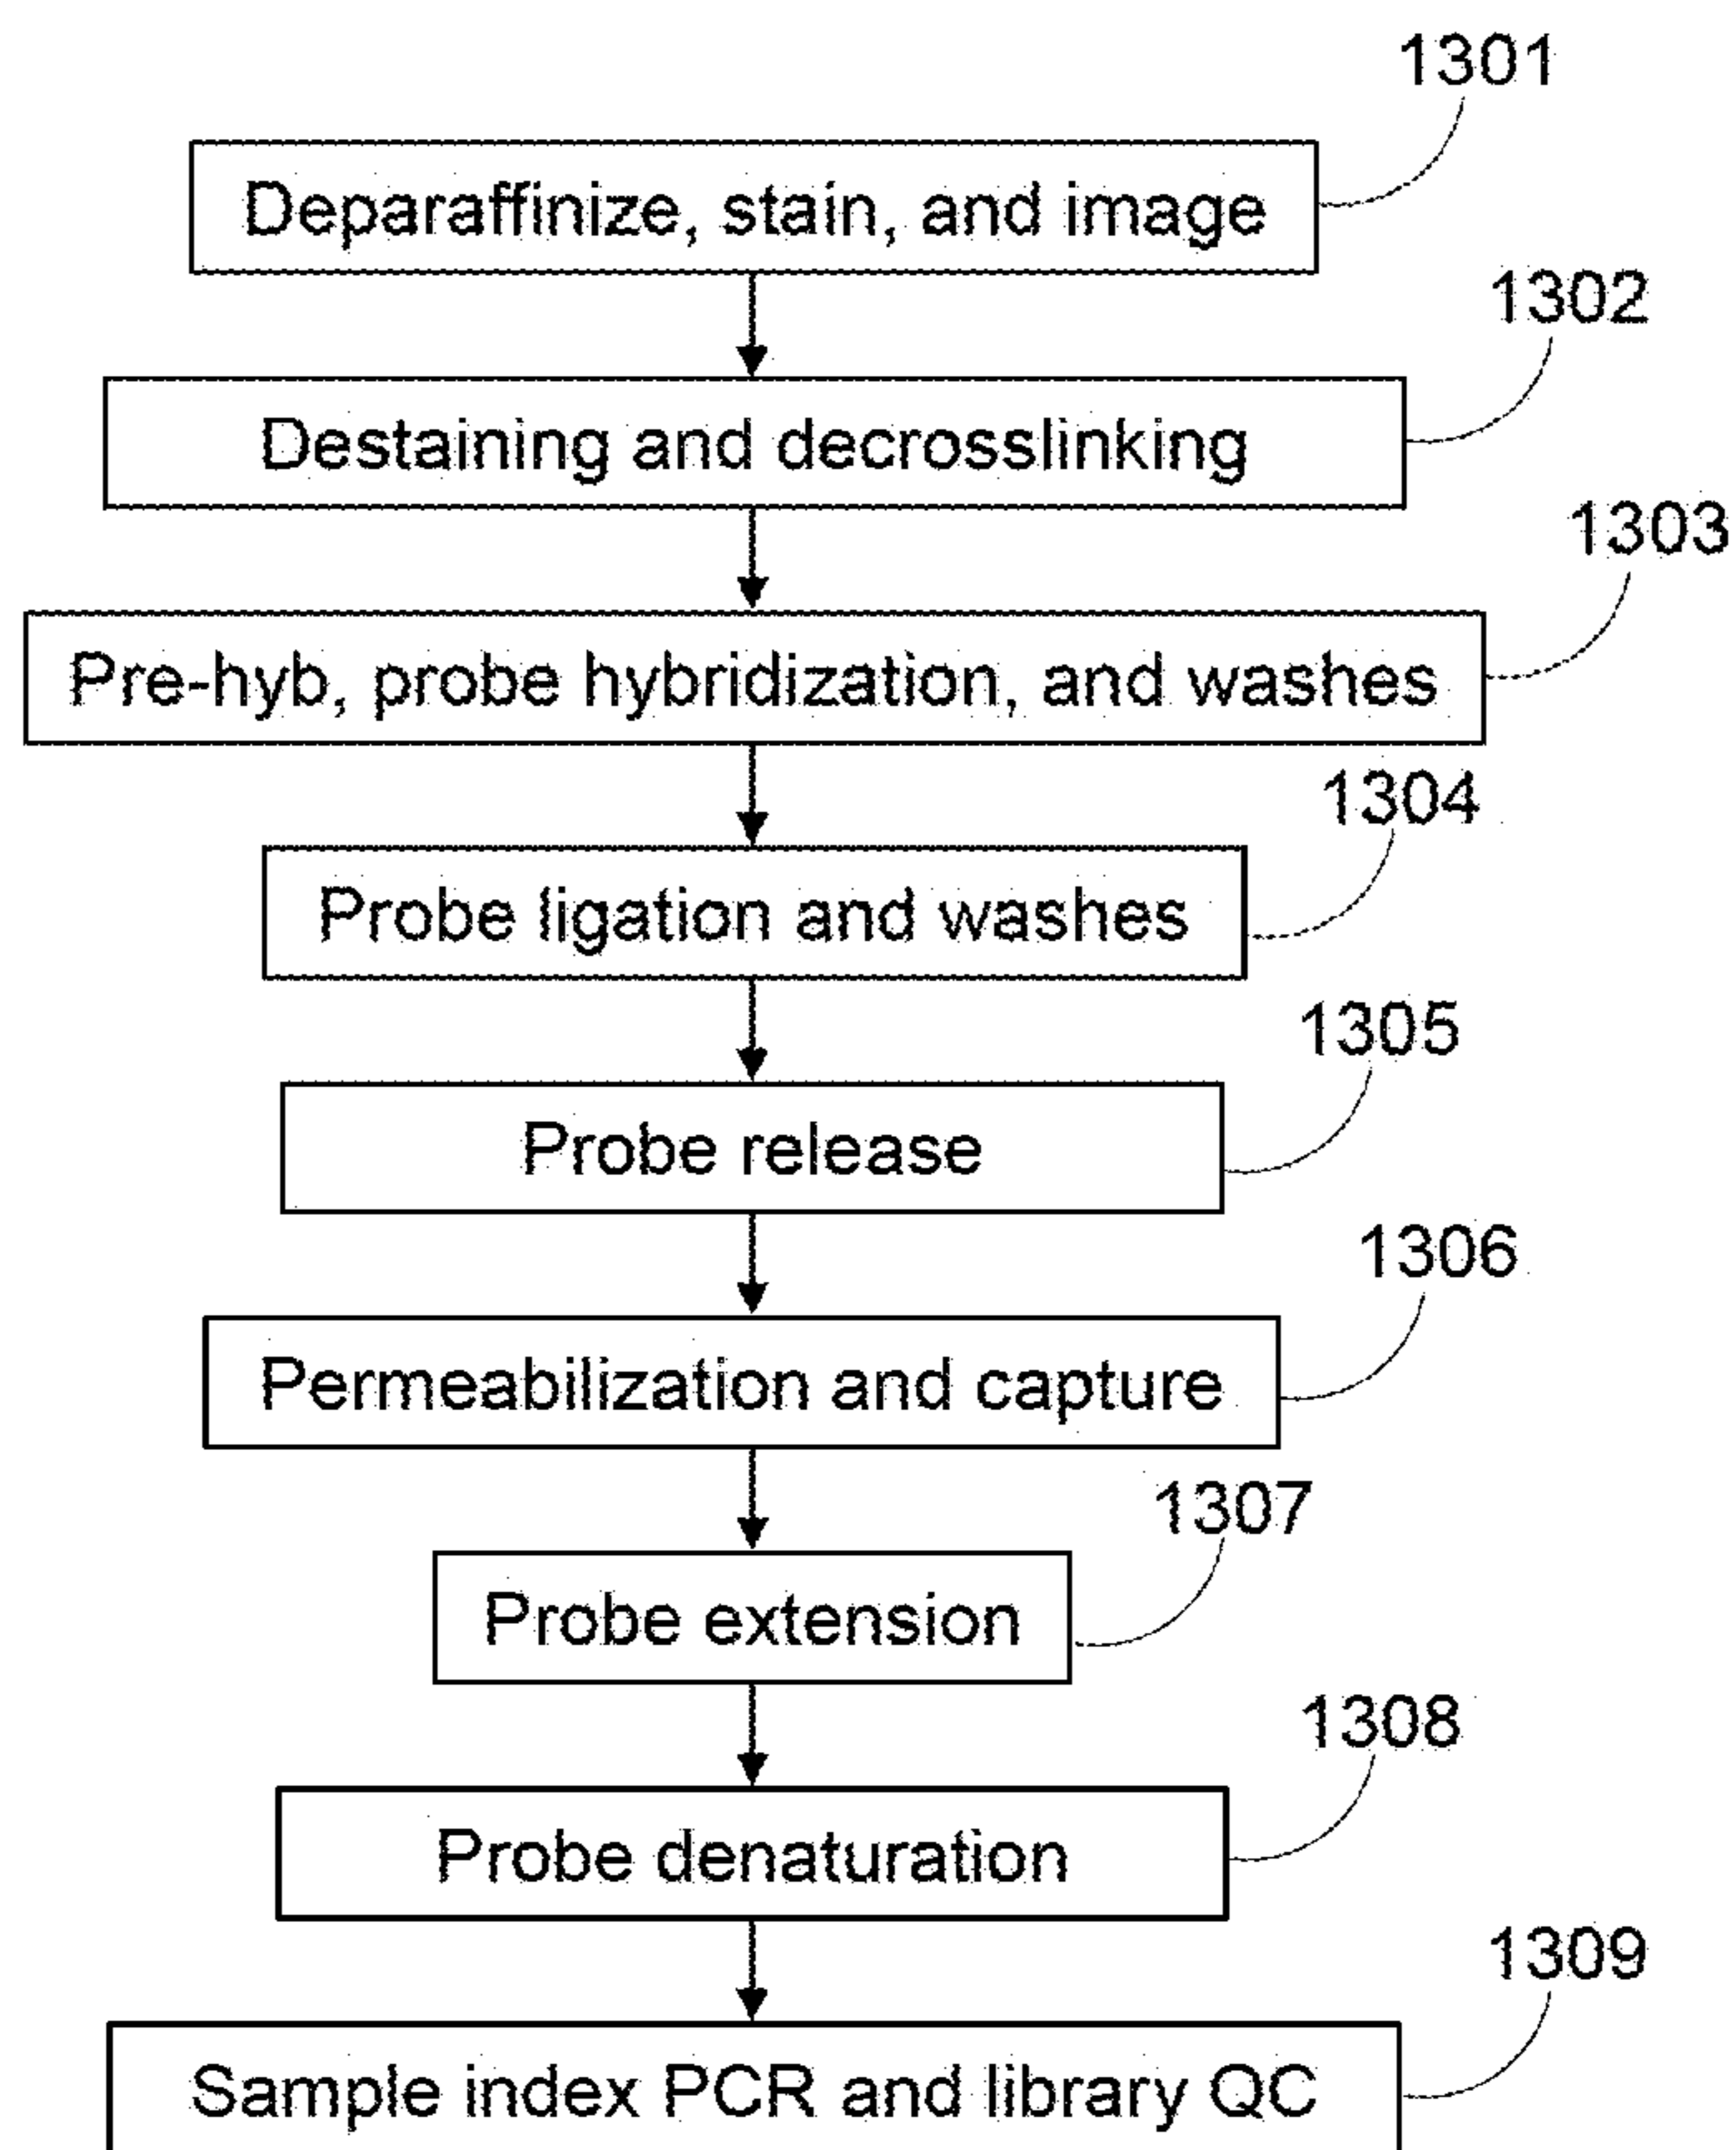 1301
Deparaffinize, stain, and image
1302
Destaining and decrosslinking
1303
Pre-hyb, probe hybridization, and washes
1304
Probe ligation and washes
1305
Probe release
1306
Permeabilization and capture
1307
Probe extension
1308
Probe denaturation
1309
Sample index PCR and library QC